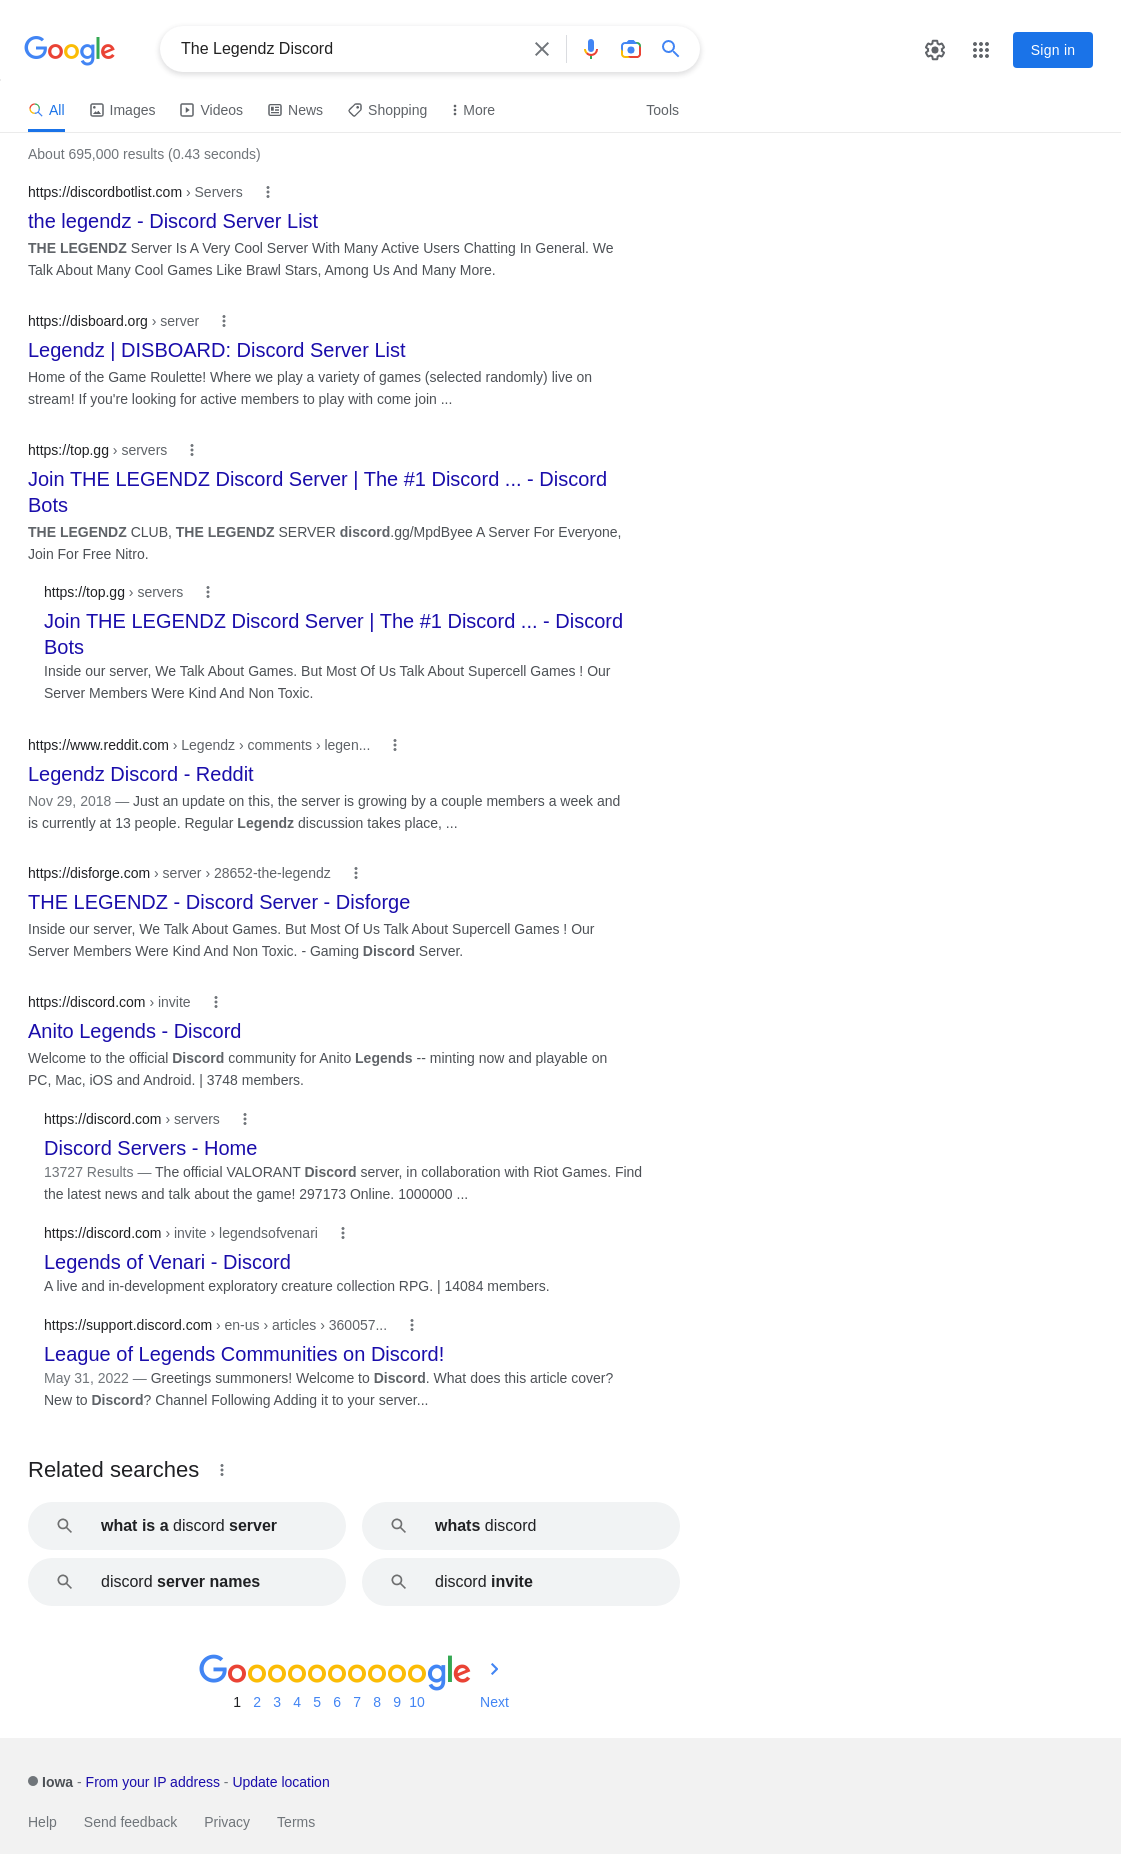 Google
The Legendz Discord
Sign in
All Images Videos News Shopping More Tools
About 695,000 results (0.43 seconds)
https://discordbotlist.com › Servers
the legendz - Discord Server List
THE LEGENDZ Server Is A Very Cool Server With Many Active Users Chatting In General. We
Talk About Many Cool Games Like Brawl Stars, Among Us And Many More.
https://disboard.org › server
Legendz | DISBOARD: Discord Server List
Home of the Game Roulette! Where we play a variety of games (selected randomly) live on
stream! If you're looking for active members to play with come join ...
https://top.gg › servers
Join THE LEGENDZ Discord Server | The #1 Discord ... - Discord
Bots
THE LEGENDZ CLUB, THE LEGENDZ SERVER discord.gg/MpdByee A Server For Everyone,
Join For Free Nitro.
https://top.gg › servers
Join THE LEGENDZ Discord Server | The #1 Discord ... - Discord
Bots
Inside our server, We Talk About Games. But Most Of Us Talk About Supercell Games ! Our
Server Members Were Kind And Non Toxic.
https://www.reddit.com › Legendz › comments › legen...
Legendz Discord - Reddit
Nov 29, 2018 — Just an update on this, the server is growing by a couple members a week and
is currently at 13 people. Regular Legendz discussion takes place, ...
https://disforge.com › server › 28652-the-legendz
THE LEGENDZ - Discord Server - Disforge
Inside our server, We Talk About Games. But Most Of Us Talk About Supercell Games ! Our
Server Members Were Kind And Non Toxic. - Gaming Discord Server.
https://discord.com › invite
Anito Legends - Discord
Welcome to the official Discord community for Anito Legends -- minting now and playable on
PC, Mac, iOS and Android. | 3748 members.
https://discord.com › servers
Discord Servers - Home
13727 Results — The official VALORANT Discord server, in collaboration with Riot Games. Find
the latest news and talk about the game! 297173 Online. 1000000 ...
https://discord.com › invite › legendsofvenari
Legends of Venari - Discord
A live and in-development exploratory creature collection RPG. | 14084 members.
https://support.discord.com › en-us › articles › 360057...
League of Legends Communities on Discord!
May 31, 2022 — Greetings summoners! Welcome to Discord. What does this article cover?
New to Discord? Channel Following Adding it to your server...
Related searches
what is a discord server
whats discord
discord server names
discord invite
Goooooooooogle
1 2 3 4 5 6 7 8 9 10 Next
Iowa - From your IP address - Update location
Help Send feedback Privacy Terms